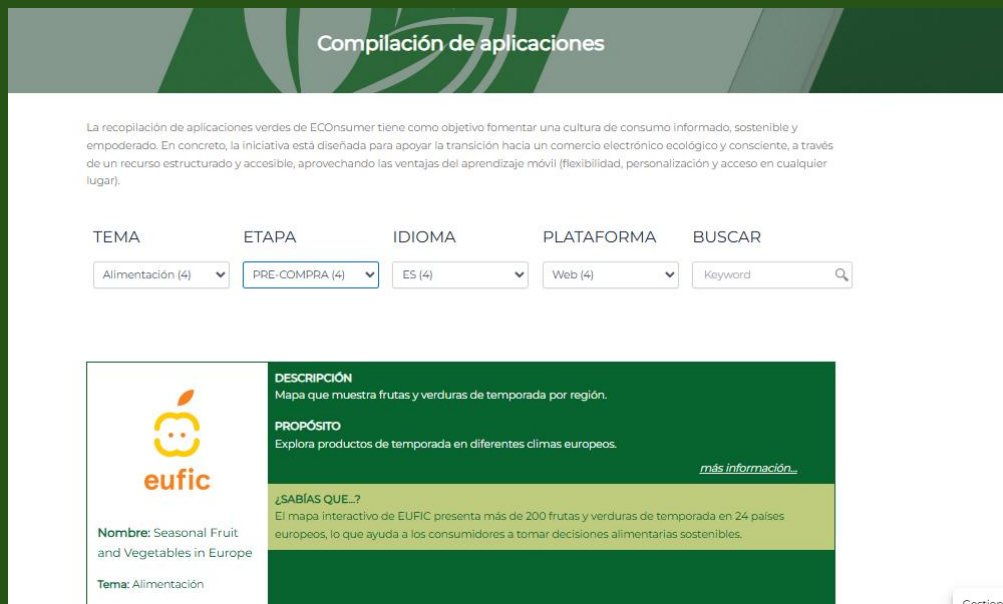 Compilación de aplicaciones
La recopilación de aplicaciones verdes de ECOnsumer tiene como objetivo fomentar una cultura de consumo informado, sostenible y
empoderado. En concreto, la iniciativa está diseñada para apoyar la transición hacia un comercio electrónico ecológico y consciente, a través
de un recurso estructurado y accesible, aprovechando las ventajas del aprendizaje móvil (flexibilidad, personalización y acceso en cualquier
lugar).
TEMA ETAPA IDIOMA PLATAFORMA BUSCAR
Alimentación (4) PRE-COMPRA (4) ES (4) Web (4) Keyword
eufic
Nombre: Seasonal Fruit
and Vegetables in Europe
Tema: Alimentación
DESCRIPCIÓN
Mapa que muestra frutas y verduras de temporada por región.
PROPÓSITO
Explora productos de temporada en diferentes climas europeos.
más información...
¿SABÍAS QUE...?
El mapa interactivo de EUFIC presenta más de 200 frutas y verduras de temporada en 24 países
europeos, lo que ayuda a los consumidores a tomar decisiones alimentarias sostenibles.